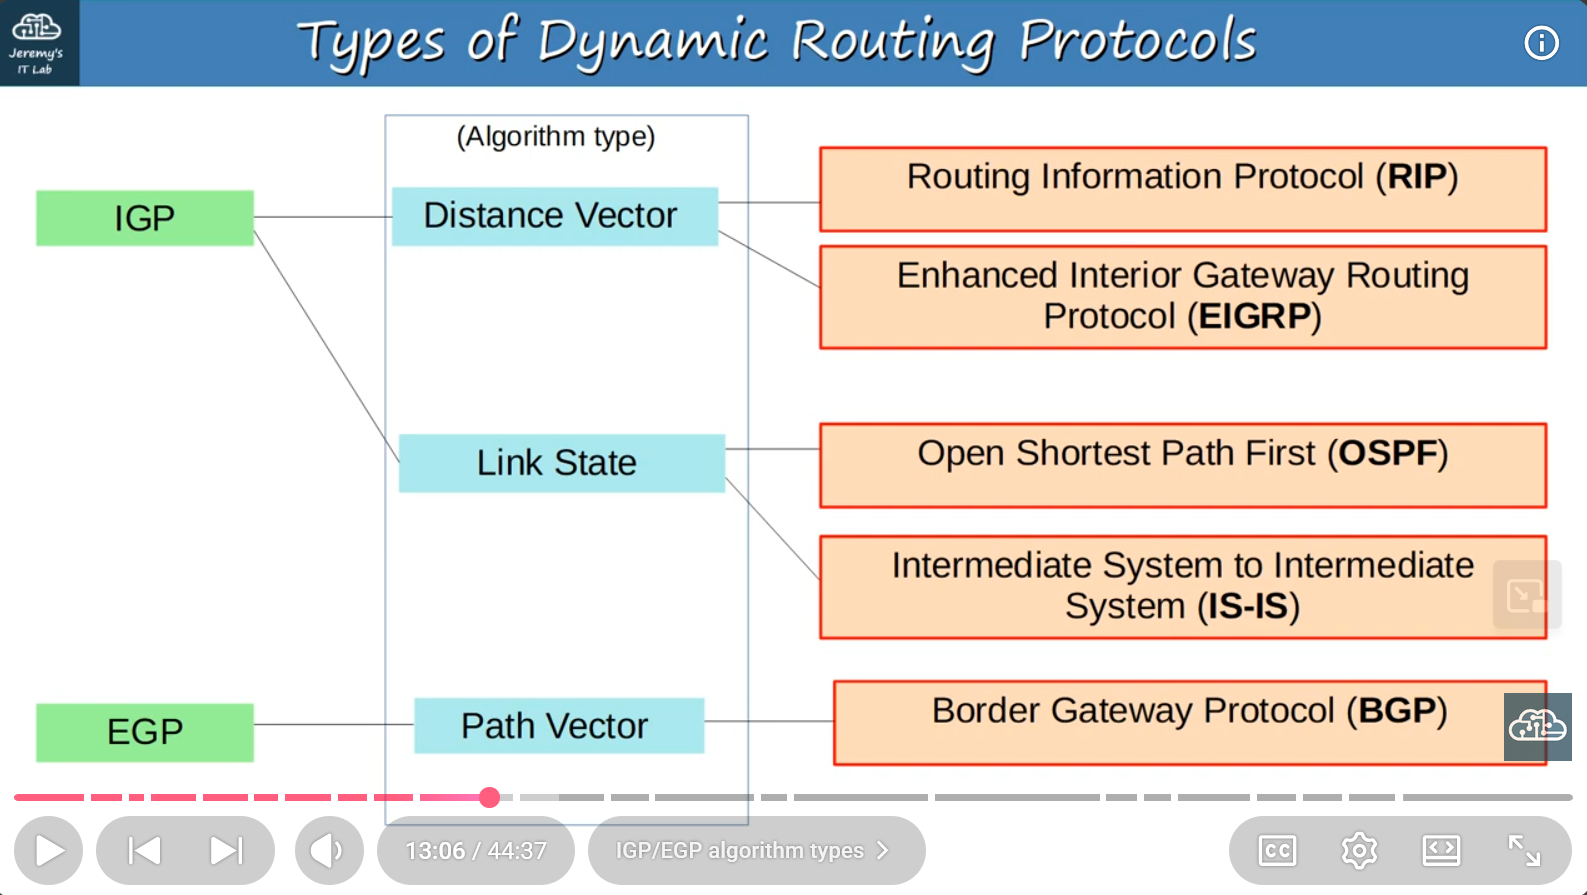 Jeremy's
IT Lab
Types of Dynamic Routing Protocols
(Algorithm type)
IGP
Distance Vector
Routing Information Protocol (RIP)
Enhanced Interior Gateway Routing
Protocol (EIGRP)
Link State
Open Shortest Path First (OSPF)
Intermediate System to Intermediate
System (IS-IS)
EGP
Path Vector
Border Gateway Protocol (BGP)
13:06 / 44:37
IGP/EGP algorithm types
CC